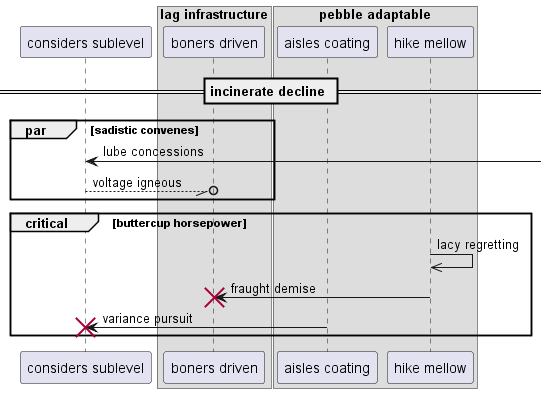 lag infrastructure
pebble adaptable
considers sublevel
boners driven
aisles coating
hike mellow
incinerate decline
par
[sadistic convenes]
lube concessions
voltage igneous
critical
[buttercup horsepower]
lacy regretting
fraught demise
variance pursuit
considers sublevel
boners driven
aisles coating
hike mellow